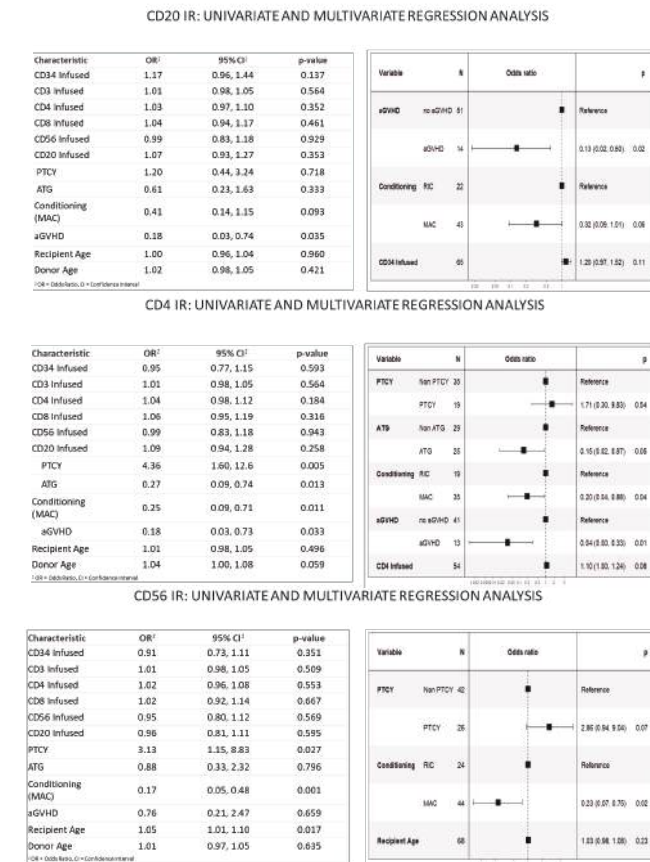 CD20 IR: UNIVARIATE AND MULTIVARIATE REGRESSION ANALYSIS
Characteristic OR¹ 95% CI¹ p-value
CD34 Infused 1.17 0.96, 1.44 0.137
CD3 Infused 1.01 0.98, 1.05 0.564
CD4 Infused 1.03 0.97, 1.10 0.352
CD8 Infused 1.04 0.94, 1.17 0.461
CD56 Infused 0.99 0.83, 1.18 0.929
CD20 Infused 1.07 0.93, 1.27 0.353
PTCY 1.20 0.44, 3.24 0.718
ATG 0.61 0.23, 1.63 0.333
Conditioning
(MAC) 0.41 0.14, 1.15 0.093
aGVHD 0.18 0.03, 0.74 0.035
Recipient Age 1.00 0.96, 1.04 0.960
Donor Age 1.02 0.98, 1.05 0.421
¹ OR = Odds Ratio, CI = Confidence Interval
Variable N Odds ratio p
aGVHD no aGVHD 51 Reference
aGVHD 14 0.13 (0.02, 0.60) 0.02
Conditioning RIC 22 Reference
MAC 43 0.32 (0.09, 1.01) 0.06
CD34 Infused 65 1.20 (0.97, 1.52) 0.11
CD4 IR: UNIVARIATE AND MULTIVARIATE REGRESSION ANALYSIS
Characteristic OR¹ 95% CI¹ p-value
CD34 Infused 0.95 0.77, 1.15 0.593
CD3 Infused 1.01 0.98, 1.05 0.564
CD4 Infused 1.04 0.98, 1.12 0.184
CD8 Infused 1.06 0.95, 1.19 0.316
CD56 Infused 0.99 0.83, 1.18 0.943
CD20 Infused 1.09 0.94, 1.28 0.258
PTCY 4.36 1.60, 12.6 0.005
ATG 0.27 0.09, 0.74 0.013
Conditioning
(MAC) 0.25 0.09, 0.71 0.011
aGVHD 0.18 0.03, 0.73 0.033
Recipient Age 1.01 0.98, 1.05 0.496
Donor Age 1.04 1.00, 1.08 0.059
¹ OR = Odds Ratio, CI = Confidence Interval
Variable N Odds ratio p
PTCY Non PTCY 35 Reference
PTCY 19 1.71 (0.30, 9.83) 0.54
ATG Non ATG 29 Reference
ATG 25 0.15 (0.02, 0.87) 0.05
Conditioning RIC 19 Reference
MAC 35 0.20 (0.04, 0.88) 0.04
aGVHD no aGVHD 41 Reference
aGVHD 13 0.04 (0.00, 0.33) 0.01
CD4 Infused 54 1.10 (1.00, 1.24) 0.08
CD56 IR: UNIVARIATE AND MULTIVARIATE REGRESSION ANALYSIS
Characteristic OR¹ 95% CI¹ p-value
CD34 Infused 0.91 0.73, 1.11 0.351
CD3 Infused 1.01 0.98, 1.05 0.509
CD4 Infused 1.02 0.96, 1.08 0.553
CD8 Infused 1.02 0.92, 1.14 0.667
CD56 Infused 0.95 0.80, 1.12 0.569
CD20 Infused 0.96 0.81, 1.11 0.595
PTCY 3.13 1.15, 8.83 0.027
ATG 0.88 0.33, 2.32 0.796
Conditioning
(MAC) 0.17 0.05, 0.48 0.001
aGVHD 0.76 0.21, 2.47 0.659
Recipient Age 1.05 1.01, 1.10 0.017
Donor Age 1.01 0.97, 1.05 0.635
¹ OR = Odds Ratio, CI = Confidence Interval
Variable N Odds ratio p
PTCY Non PTCY 42 Reference
PTCY 26 2.86 (0.94, 9.04) 0.07
Conditioning RIC 24 Reference
MAC 44 0.23 (0.07, 0.75) 0.02
Recipient Age 68 1.03 (0.98, 1.08) 0.23